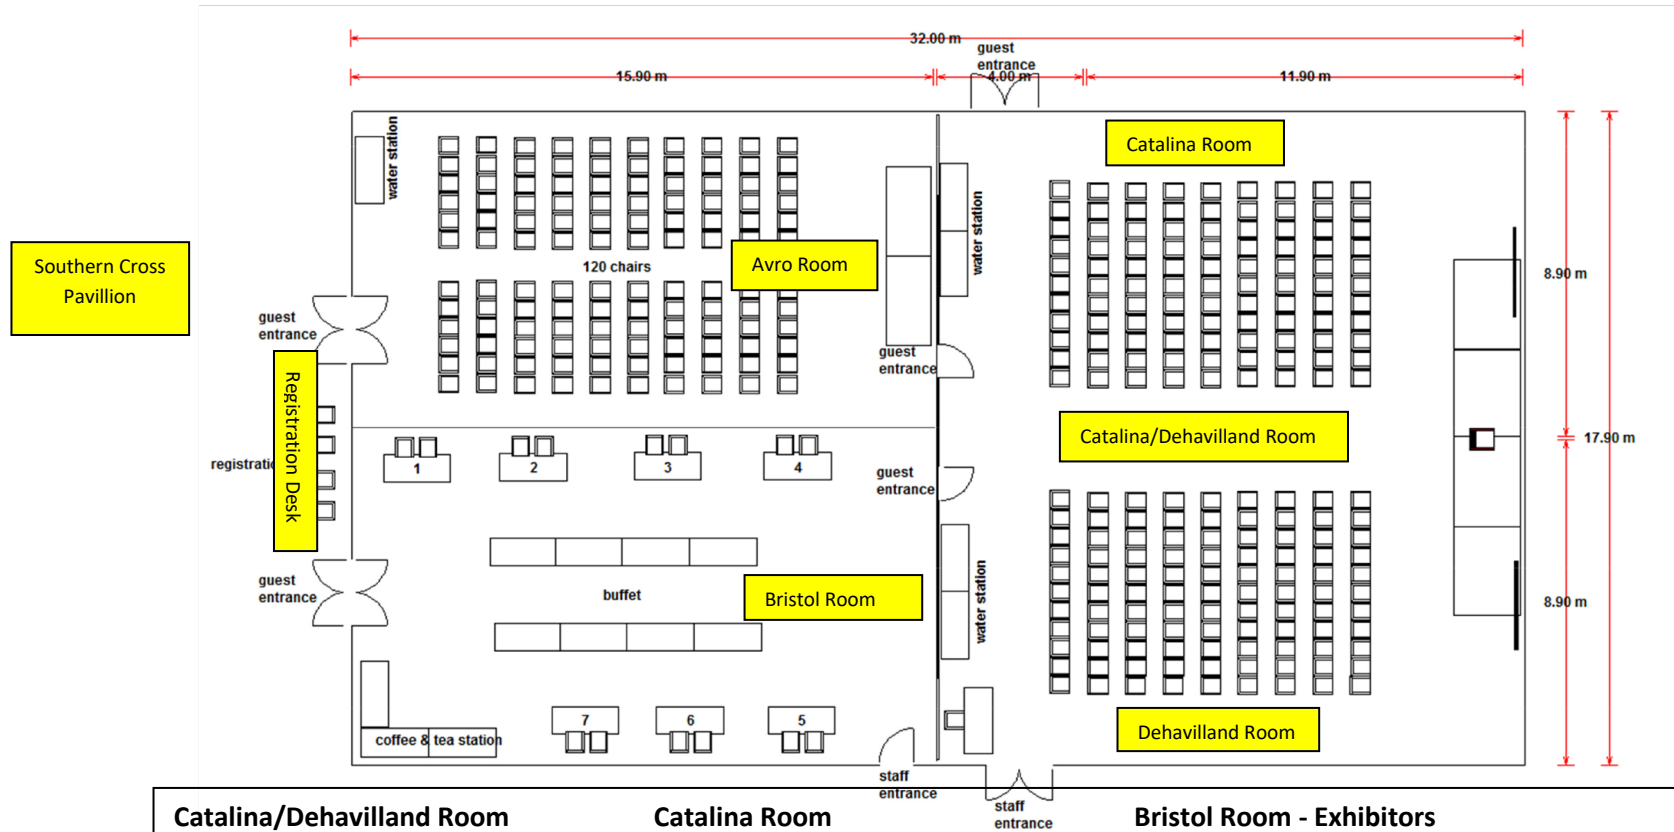 32.00 m
guest
entrance
15.90 m
4.00 m
11.90 m
water station
Catalina Room
water station
Southern Cross
Pavillion
120 chairs
Avro Room
8.90 m
guest
entrance
guest
entrance
Registration Desk
registratio
Catalina/Dehavilland Room
17.90 m
1
2
3
4
guest
entrance
guest
entrance
buffet
Bristol Room
water station
8.90 m
7
6
5
coffee & tea station
Dehavilland Room
staff
entrance
staff
entrance
Catalina/Dehavilland Room
Catalina Room
Bristol Room - Exhibitors